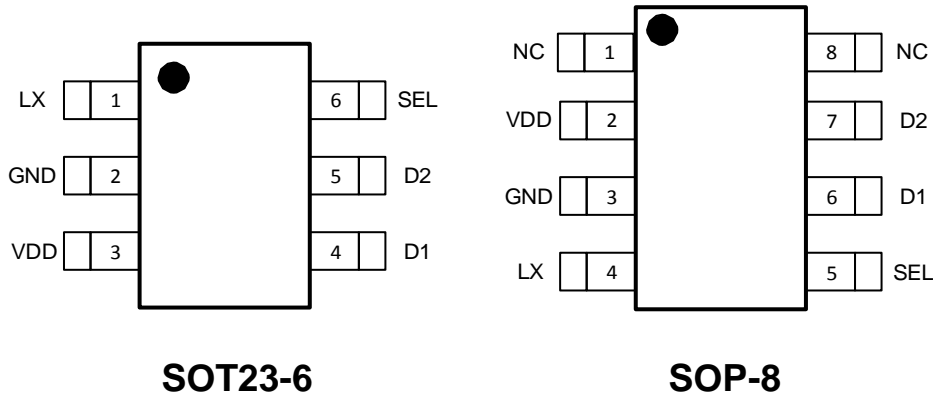 LX 1 6 SEL
GND 2 5 D2
VDD 3 4 D1
SOT23-6
NC 1 8 NC
VDD 2 7 D2
GND 3 6 D1
LX 4 5 SEL
SOP-8